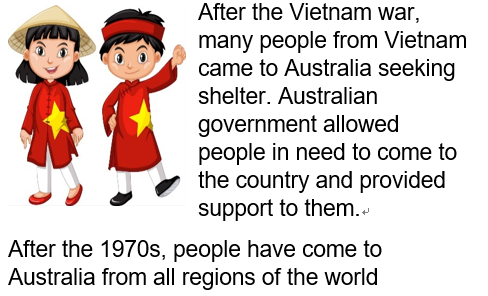 After the Vietnam war,
many people from Vietnam
came to Australia seeking
shelter. Australian
government allowed
people in need to come to
the country and provided
support to them.
After the 1970s, people have come to
Australia from all regions of the world